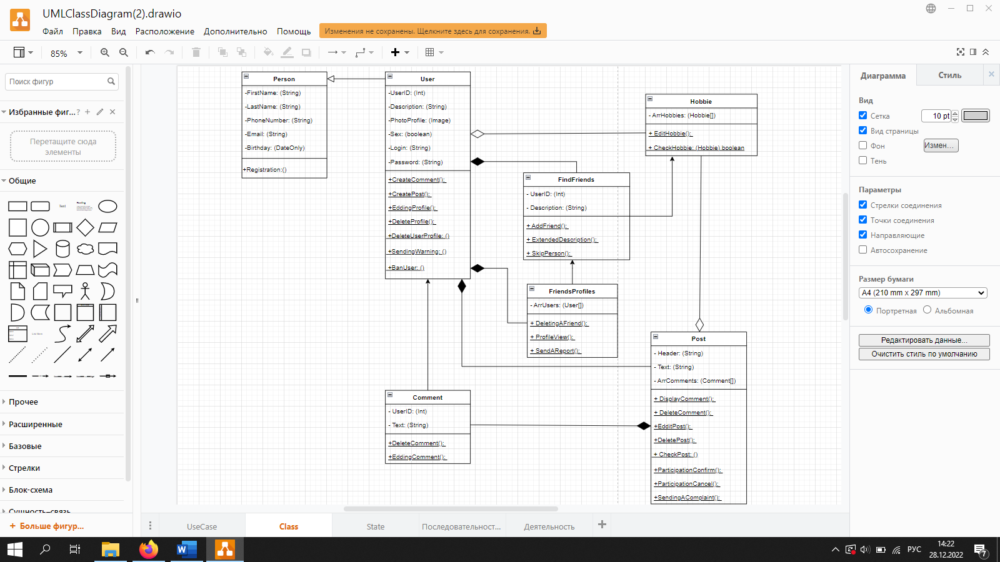 UMLClassDiagram(2).drawio
Файл Правка Вид Расположение Дополнительно Помощь Изменения не сохранены. Щелкните здесь для сохранения.
85%
Поиск фигур
Избранные фиг... ?
Перетащите сюда
элементы
Общие
Text
Heading
List Item
Прочее
Расширенные
Базовые
Стрелки
Блок-схема
Сущность-связь
+ Больше фигур...
Person
-FirstName: (String)
-LastName: (String)
-PhoneNumber: (String)
-Email: (String)
-Birthday: (DateOnly)
+Registration:()
User
-UserID: (Int)
-Description: (String)
-PhotoProfile: (Image)
-Sex: (boolean)
-Login: (String)
-Password: (String)
+CreateComment():
+CreatePost():
+EddingProfile():
+DeleteProfile():
+DeleteUserProfile: ()
+SendingWarning: ()
+BanUser: ()
Hobbie
- ArrHobbies: (Hobbie[])
+ EditHobbie():
+ CheckHobbie: (Hobbie) boolean
FindFriends
- UserID: (Int)
- Description: (String)
+ AddFriend():
+ ExtendedDescription():
+ SkipPerson():
FriendsProfiles
- ArrUsers: (User[])
+ DeletingAFriend():
+ ProfileView():
+ SendAReport():
Post
- Header: (String)
- Text: (String)
- ArrComments: (Comment[])
+ DisplayComment():
+ DeleteComment():
+EdditPost():
+DeletePost():
+ CheckPost: ()
+ParticipationConfirm():
+ParticipationCancel():
+SendingAComplaint():
Comment
- UserID: (Int)
- Text: (String)
+DeleteComment():
+EddingComment():
Диаграмма Стиль
Вид
Сетка 10 pt
Вид страницы
Фон Измен...
Тень
Параметры
Стрелки соединения
Точки соединения
Направляющие
Автосохранение
Размер бумаги
A4 (210 mm x 297 mm)
Портретная Альбомная
Редактировать данные...
Очистить стиль по умолчанию
UseCase Class State Последовательност... Деятельность
РУС
14:22
28.12.2022
7